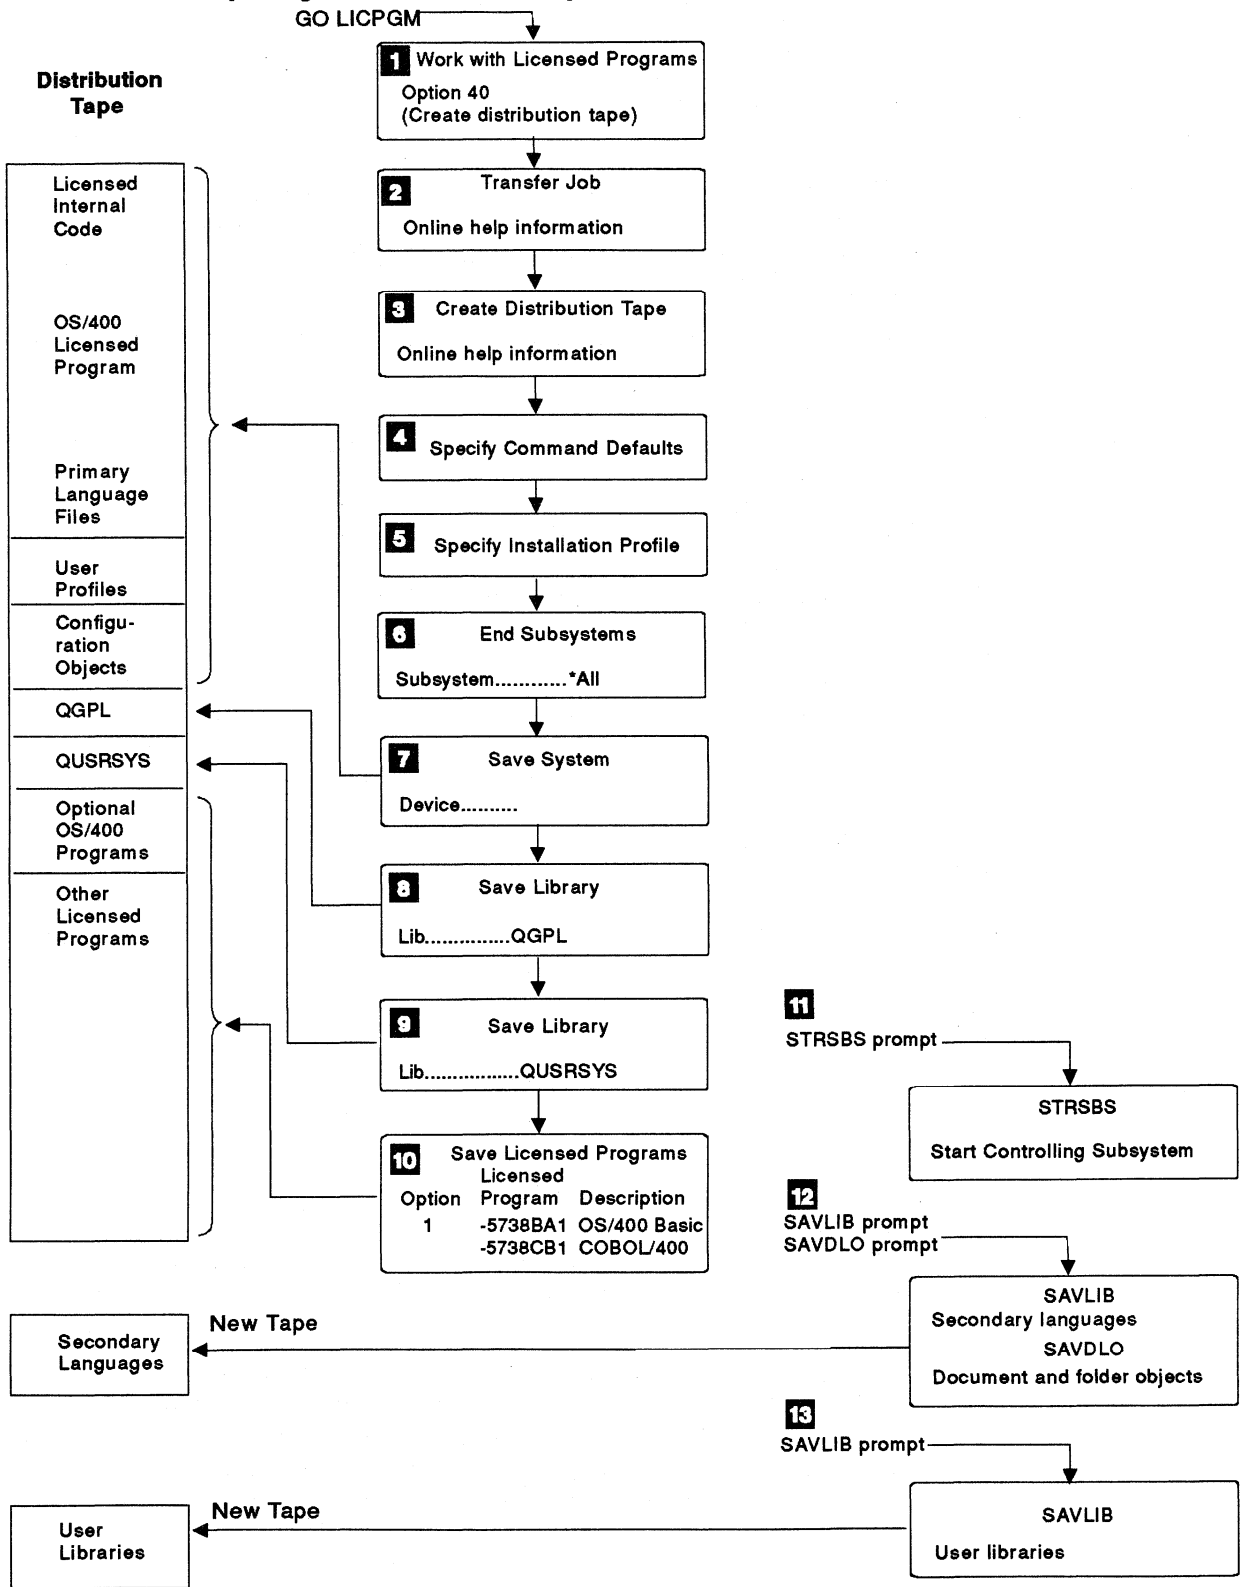 GO LICPGM
Distribution
Tape
Licensed
Internal
Code
OS/400
Licensed
Program
Primary
Language
Files
User
Profiles
Configu-
ration
Objects
QGPL
QUSRSYS
Optional
OS/400
Programs
Other
Licensed
Programs
1 Work with Licensed Programs
Option 40
(Create distribution tape)
2 Transfer Job
Online help information
3 Create Distribution Tape
Online help information
4 Specify Command Defaults
5 Specify Installation Profile
6 End Subsystems
Subsystem............*All
7 Save System
Device..........
8 Save Library
Lib...............QGPL
9 Save Library
Lib.................QUSRSYS
10 Save Licensed Programs
Licensed
Option Program Description
1 -5738BA1 OS/400 Basic
-5738CB1 COBOL/400
11
STRSBS prompt
STRSBS
Start Controlling Subsystem
12
SAVLIB prompt
SAVDLO prompt
SAVLIB
Secondary languages
SAVDLO
Document and folder objects
New Tape
Secondary
Languages
13
SAVLIB prompt
SAVLIB
User libraries
New Tape
User
Libraries